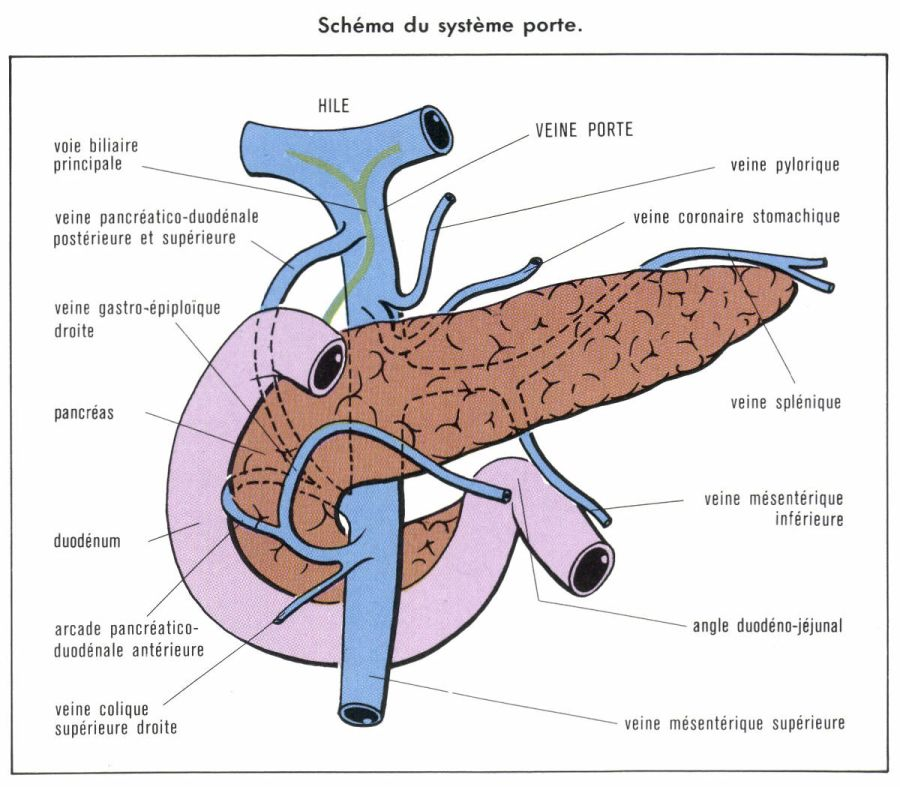 Schéma du système porte.
HILE
VEINE PORTE
voie biliaire
principale
veine pylorique
veine pancréatico-duodénale
postérieure et supérieure
veine coronaire stomachique
veine gastro-épiploïque
droite
veine splénique
pancréas
veine mésentérique
inférieure
duodénum
arcade pancréatico-
duodénale antérieure
angle duodéno-jéjunal
veine colique
supérieure droite
veine mésentérique supérieure